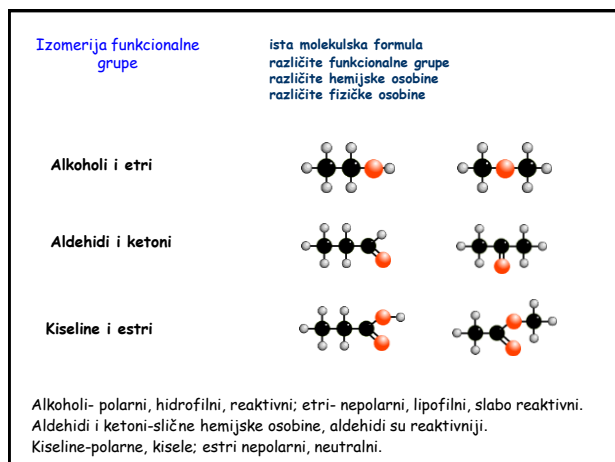 Izomerija funkcionalne
grupe
ista molekulska formula
različite funkcionalne grupe
različite hemijske osobine
različite fizičke osobine
Alkoholi i etri
Aldehidi i ketoni
Kiseline i estri
Alkoholi- polarni, hidrofilni, reaktivni; etri- nepolarni, lipofilni, slabo reaktivni.
Aldehidi i ketoni-slične hemijske osobine, aldehidi su reaktivniji.
Kiseline-polarne, kisele; estri nepolarni, neutralni.